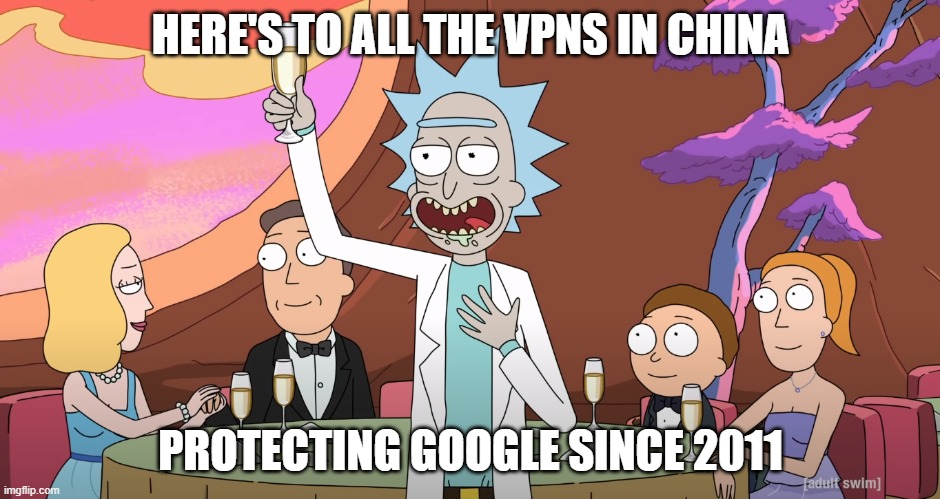 HERE'S TO ALL THE VPNS IN CHINA
PROTECTING GOOGLE SINCE 2011
[adult swim]
imgflip.com